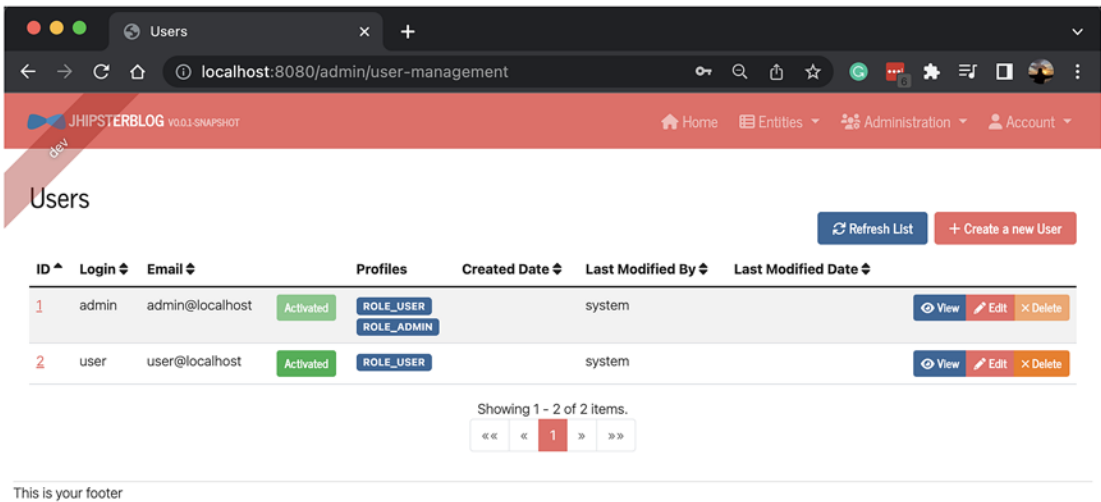 Users
localhost:8080/admin/user-management
6
JHIPSTERBLOG V0.0.1-SNAPSHOT
Home
Entities
Administration
Account
dev
Users
Refresh List
+ Create a new User
ID Login Email Profiles Created Date Last Modified By Last Modified Date
1 admin admin@localhost Activated ROLE_USER system View Edit Delete
ROLE_ADMIN
2 user user@localhost Activated ROLE_USER system View Edit Delete
Showing 1 - 2 of 2 items.
«« « 1 » »»
This is your footer